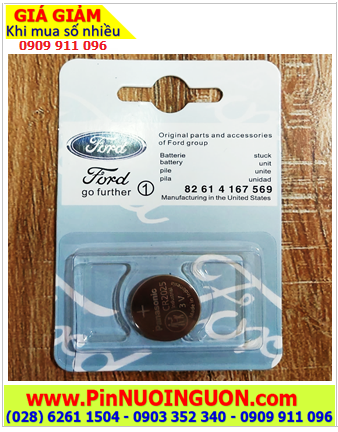 GIÁ GIẢM
Khi mua số nhiều
0909 911 096
Ford
Original parts and accessories
of Ford group
Batterie stuck
battery unit
pile unite
pila unidad
Ford
go further 1
82 61 4 167 569
Manufacturing in the United States
Panasonic
CR2025
+
www.PinNUOINGUON.com
(028) 6261 1504 - 0903 352 340 - 0909 911 096